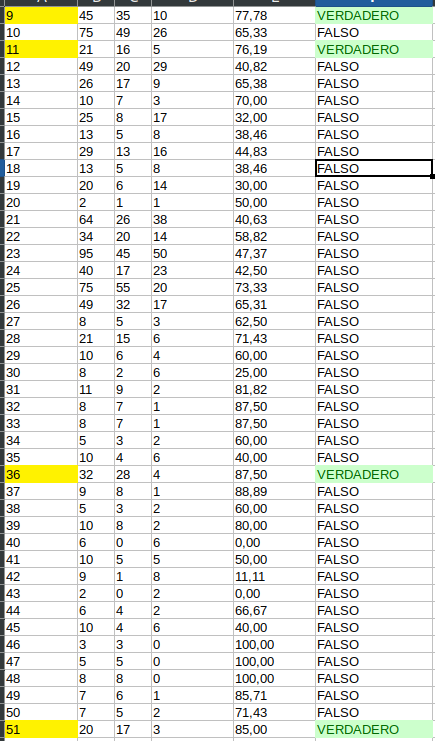 9 45 35 10 77,78 VERDADERO
10 75 49 26 65,33 FALSO
11 21 16 5 76,19 VERDADERO
12 49 20 29 40,82 FALSO
13 26 17 9 65,38 FALSO
14 10 7 3 70,00 FALSO
15 25 8 17 32,00 FALSO
16 13 5 8 38,46 FALSO
17 29 13 16 44,83 FALSO
18 13 5 8 38,46 FALSO
19 20 6 14 30,00 FALSO
20 2 1 1 50,00 FALSO
21 64 26 38 40,63 FALSO
22 34 20 14 58,82 FALSO
23 95 45 50 47,37 FALSO
24 40 17 23 42,50 FALSO
25 75 55 20 73,33 FALSO
26 49 32 17 65,31 FALSO
27 8 5 3 62,50 FALSO
28 21 15 6 71,43 FALSO
29 10 6 4 60,00 FALSO
30 8 2 6 25,00 FALSO
31 11 9 2 81,82 FALSO
32 8 7 1 87,50 FALSO
33 8 7 1 87,50 FALSO
34 5 3 2 60,00 FALSO
35 10 4 6 40,00 FALSO
36 32 28 4 87,50 VERDADERO
37 9 8 1 88,89 FALSO
38 5 3 2 60,00 FALSO
39 10 8 2 80,00 FALSO
40 6 0 6 0,00 FALSO
41 10 5 5 50,00 FALSO
42 9 1 8 11,11 FALSO
43 2 0 2 0,00 FALSO
44 6 4 2 66,67 FALSO
45 10 4 6 40,00 FALSO
46 3 3 0 100,00 FALSO
47 5 5 0 100,00 FALSO
48 8 8 0 100,00 FALSO
49 7 6 1 85,71 FALSO
50 7 5 2 71,43 FALSO
51 20 17 3 85,00 VERDADERO